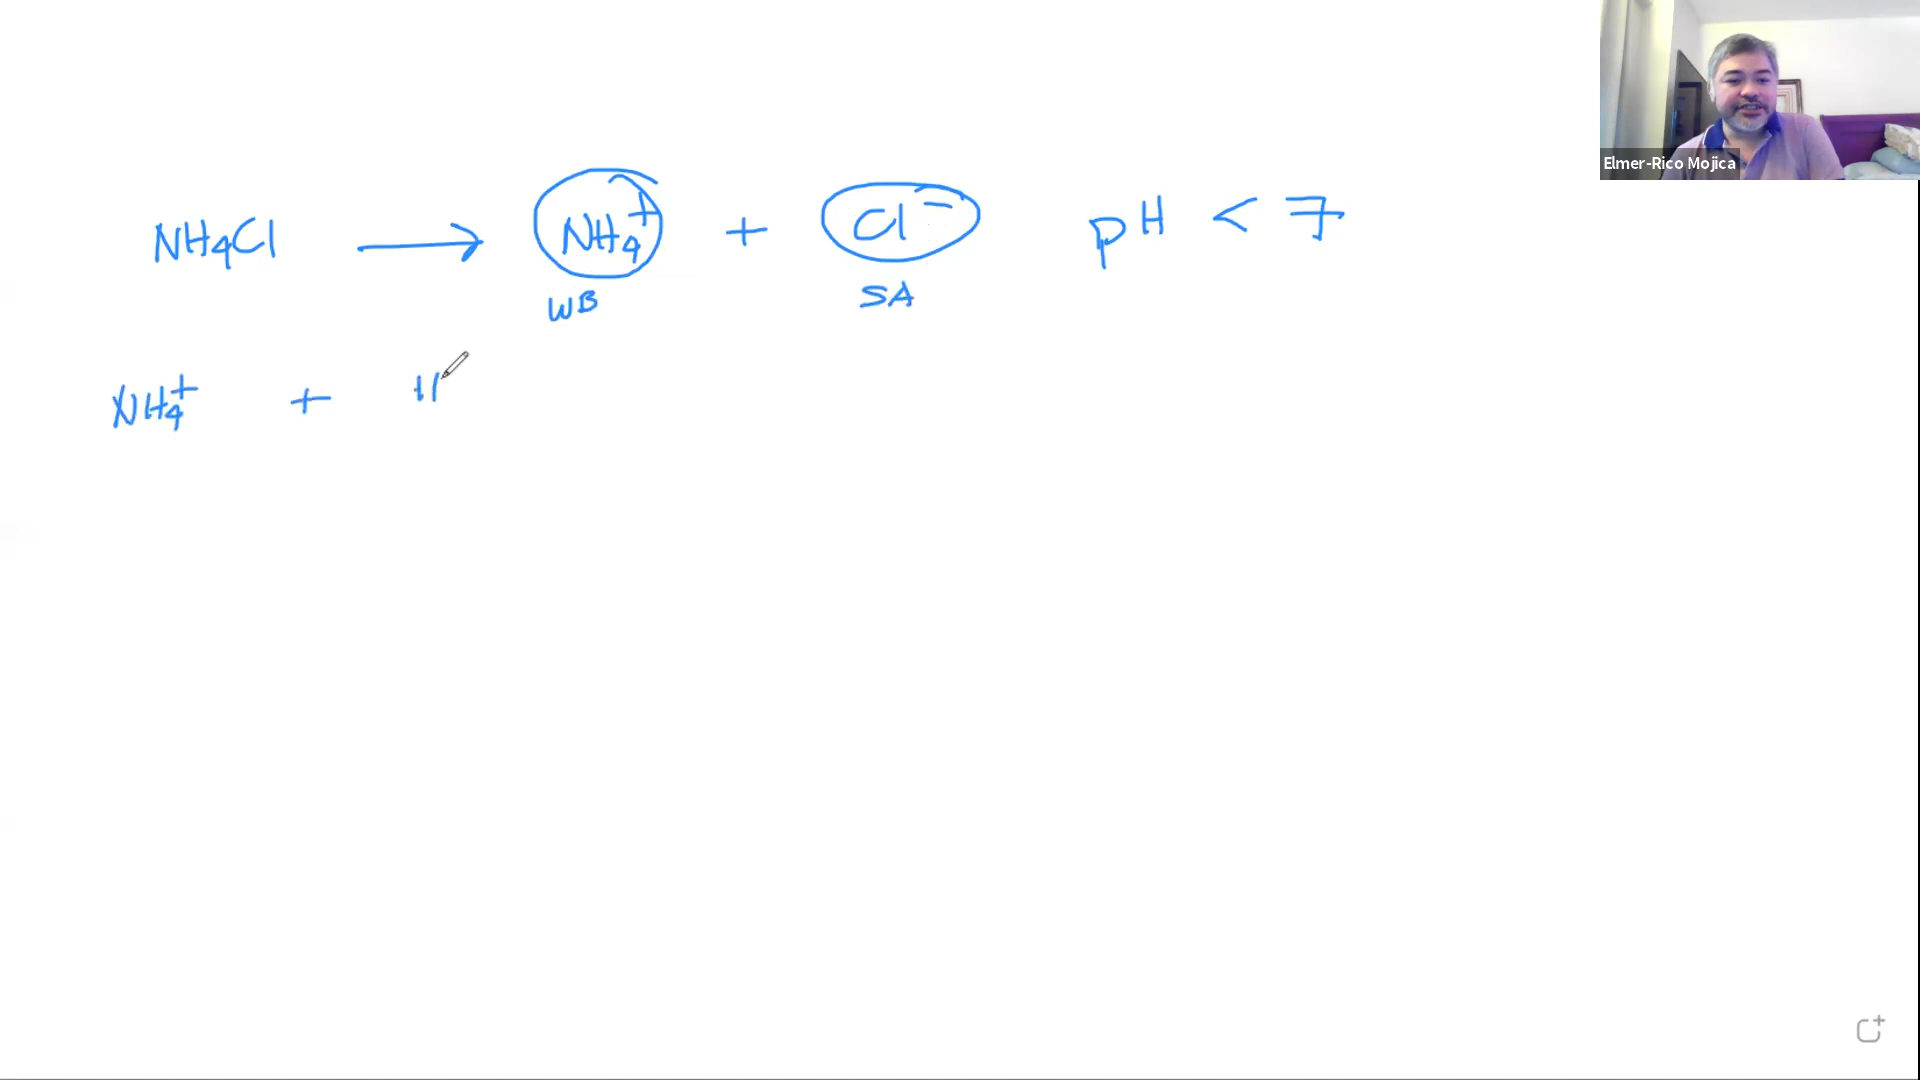 Elmer-Rico Mojica
NH₄Cl → NH₄⁺ + Cl⁻ pH < 7
WB SA
NH₄⁺ +